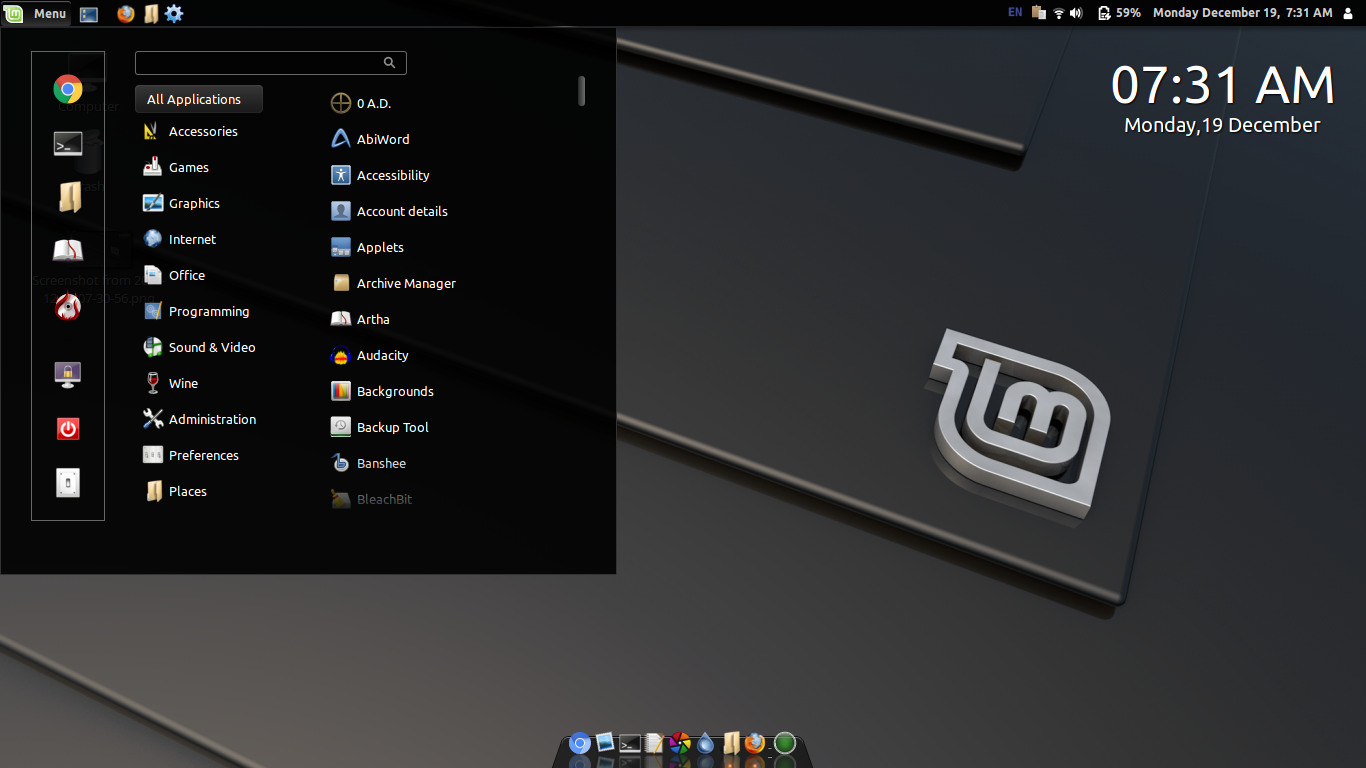 Menu
EN
59%
Monday December 19, 7:31 AM
07:31 AM
Monday,19 December
Computer
Trash
Screenshot from 2
12 07-30-56.png
All Applications
Accessories
Games
Graphics
Internet
Office
Programming
Sound & Video
Wine
Administration
Preferences
Places
0 A.D.
AbiWord
Accessibility
Account details
Applets
Archive Manager
Artha
Audacity
Backgrounds
Backup Tool
Banshee
BleachBit